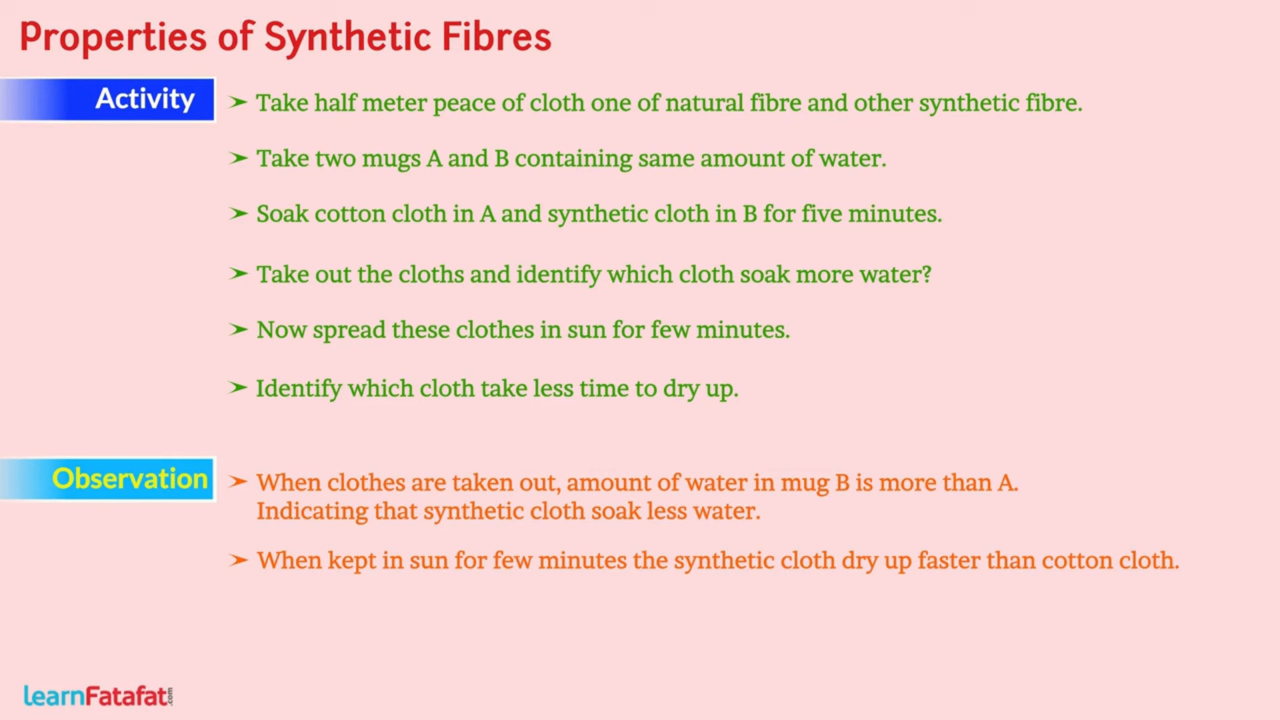 Properties of Synthetic Fibres
Activity
➢ Take half meter peace of cloth one of natural fibre and other synthetic fibre.
➢ Take two mugs A and B containing same amount of water.
➢ Soak cotton cloth in A and synthetic cloth in B for five minutes.
➢ Take out the cloths and identify which cloth soak more water?
➢ Now spread these clothes in sun for few minutes.
➢ Identify which cloth take less time to dry up.
Observation
➢ When clothes are taken out, amount of water in mug B is more than A.
Indicating that synthetic cloth soak less water.
➢ When kept in sun for few minutes the synthetic cloth dry up faster than cotton cloth.
learnFatafat.com